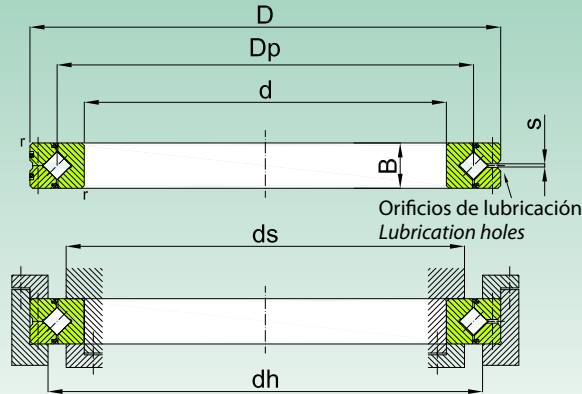 D
Dp
d
r
s
B
r
Orificios de lubricación
Lubrication holes
ds
dh